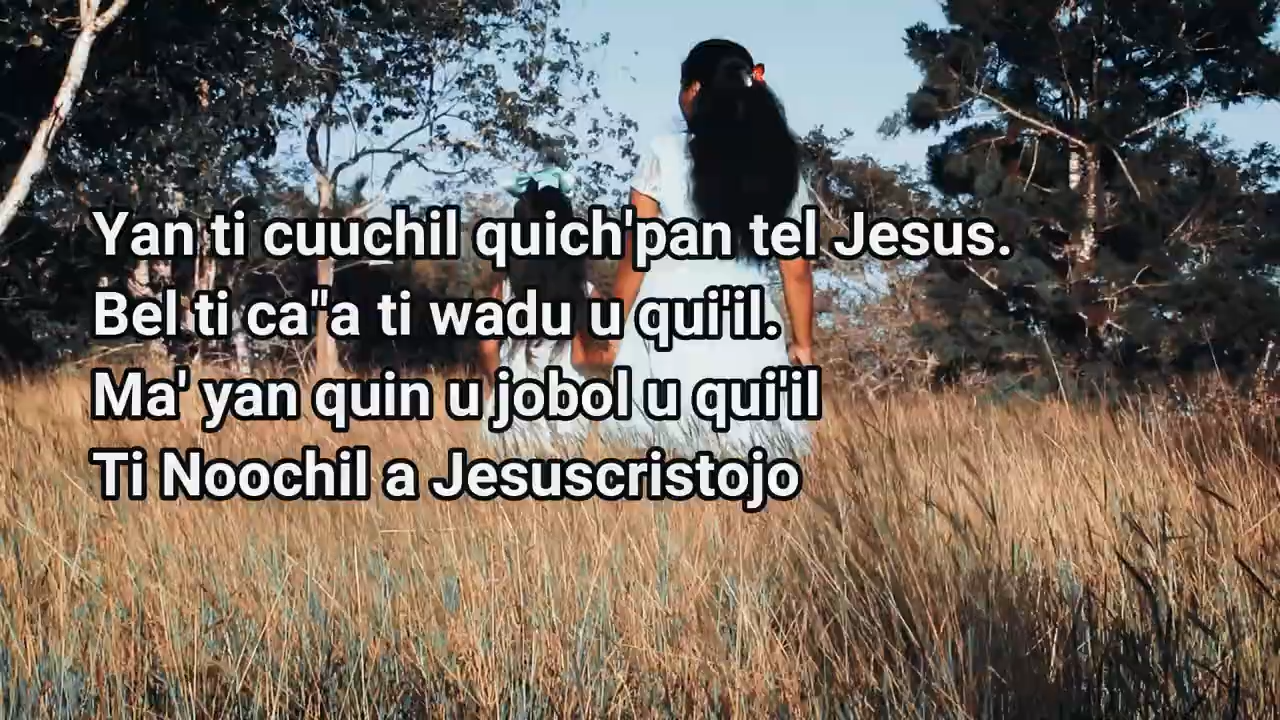 Yan ti cuuchil quich'pan tel Jesus.
Bel ti ca''a ti wadu u qui'il.
Ma' yan quin u jobol u qui'il
Ti Noochil a Jesuscristojo